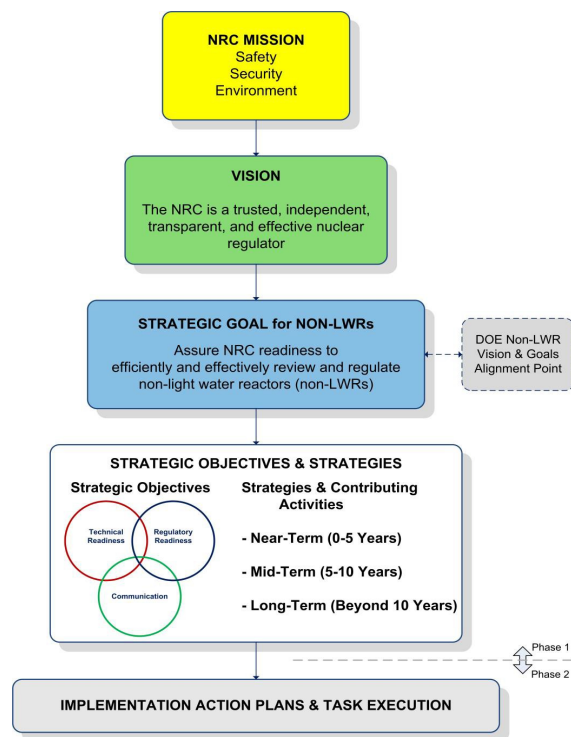 NRC MISSION
Safety
Security
Environment
VISION
The NRC is a trusted, independent,
transparent, and effective nuclear
regulator
STRATEGIC GOAL for NON-LWRs
Assure NRC readiness to
efficiently and effectively review and regulate
non-light water reactors (non-LWRs)
DOE Non-LWR
Vision & Goals
Alignment Point
STRATEGIC OBJECTIVES & STRATEGIES
Strategic Objectives
Technical
Readiness
Regulatory
Readiness
Communication
Strategies & Contributing
Activities
- Near-Term (0-5 Years)
- Mid-Term (5-10 Years)
- Long-Term (Beyond 10 Years)
Phase 1
Phase 2
IMPLEMENTATION ACTION PLANS & TASK EXECUTION